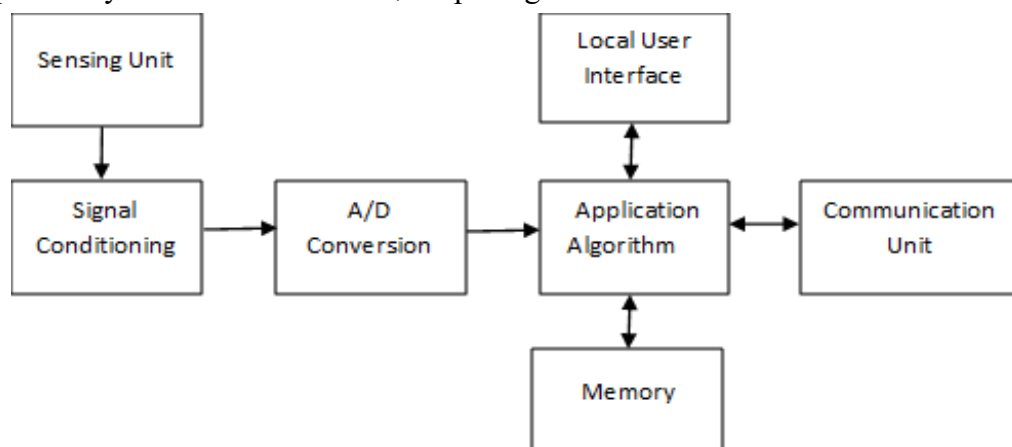 Sensing Unit
Local User
Interface
Signal
Conditioning
A/D
Conversion
Application
Algorithm
Communication
Unit
Memory